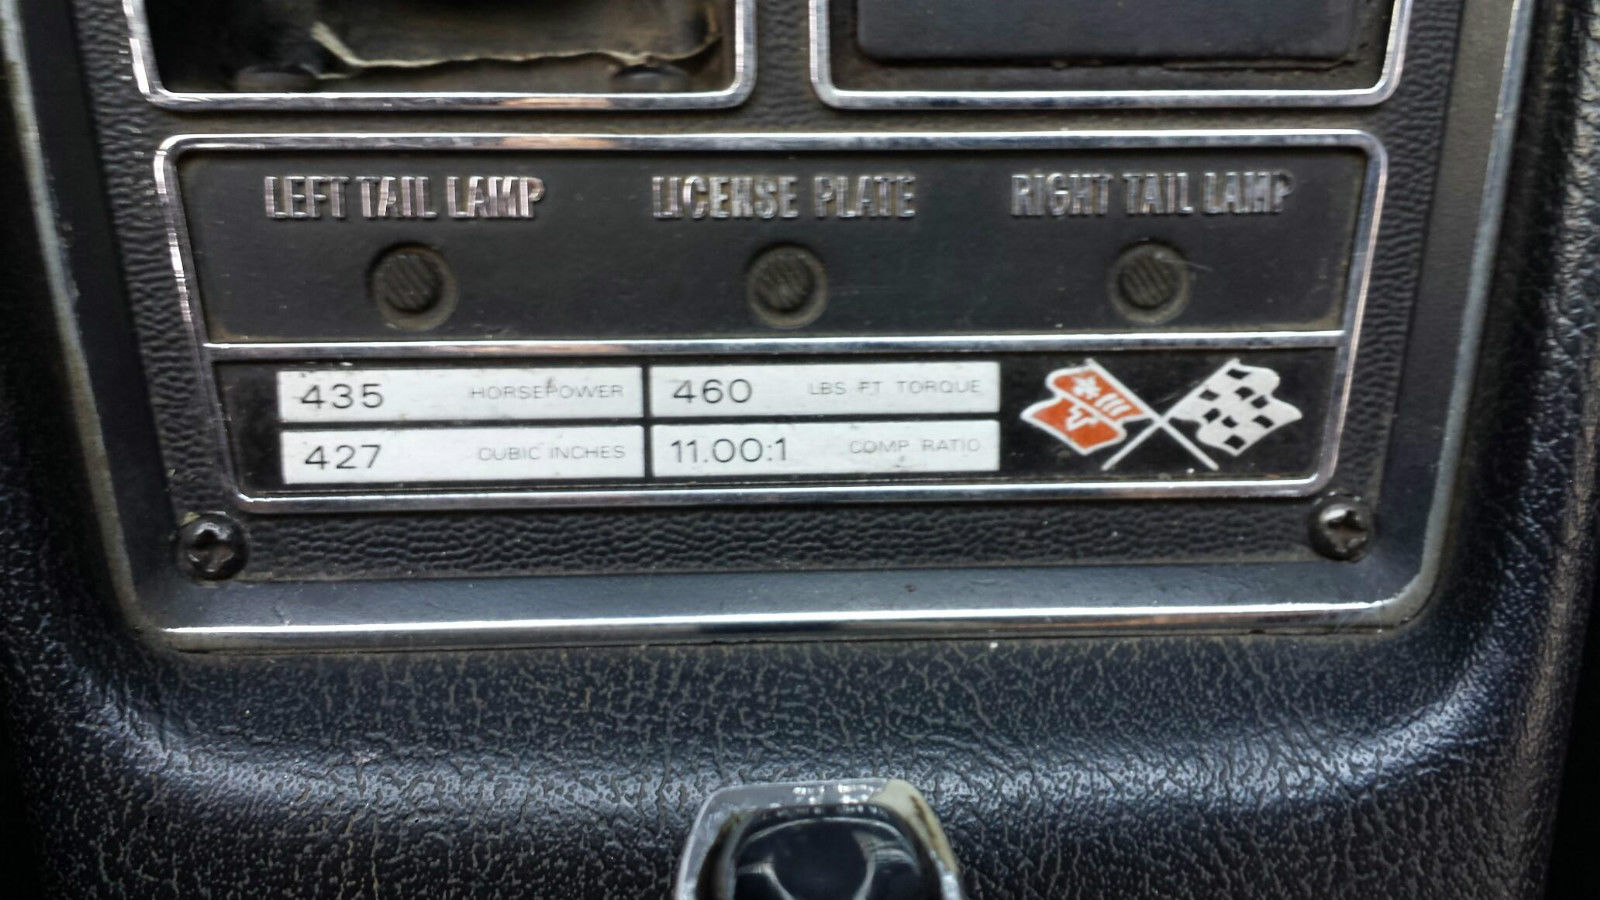 LEFT TAIL LAMP LICENSE PLATE RIGHT TAIL LAMP
435 HORSEPOWER 460 LBS FT TORQUE
427 CUBIC INCHES 11.00:1 COMP RATIO